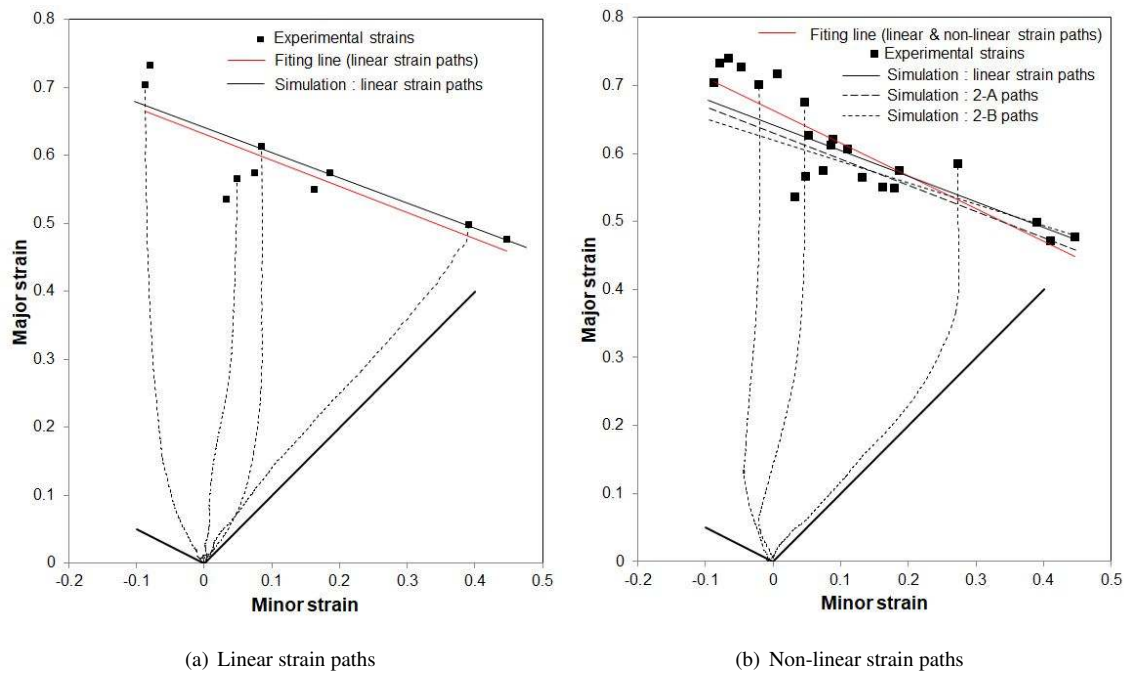 0.8
0.7
0.6
0.5
0.4
0.3
0.2
0.1
0
Major strain
Experimental strains
Fiting line (linear strain paths)
Simulation : linear strain paths
-0.2
-0.1
0
0.1
0.2
0.3
0.4
0.5
Minor strain
(a) Linear strain paths
0.8
0.7
0.6
0.5
0.4
0.3
0.2
0.1
0
Major strain
Fiting line (linear & non-linear strain paths)
Experimental strains
Simulation : linear strain paths
Simulation : 2-A paths
Simulation : 2-B paths
-0.2
-0.1
0
0.1
0.2
0.3
0.4
0.5
Minor strain
(b) Non-linear strain paths